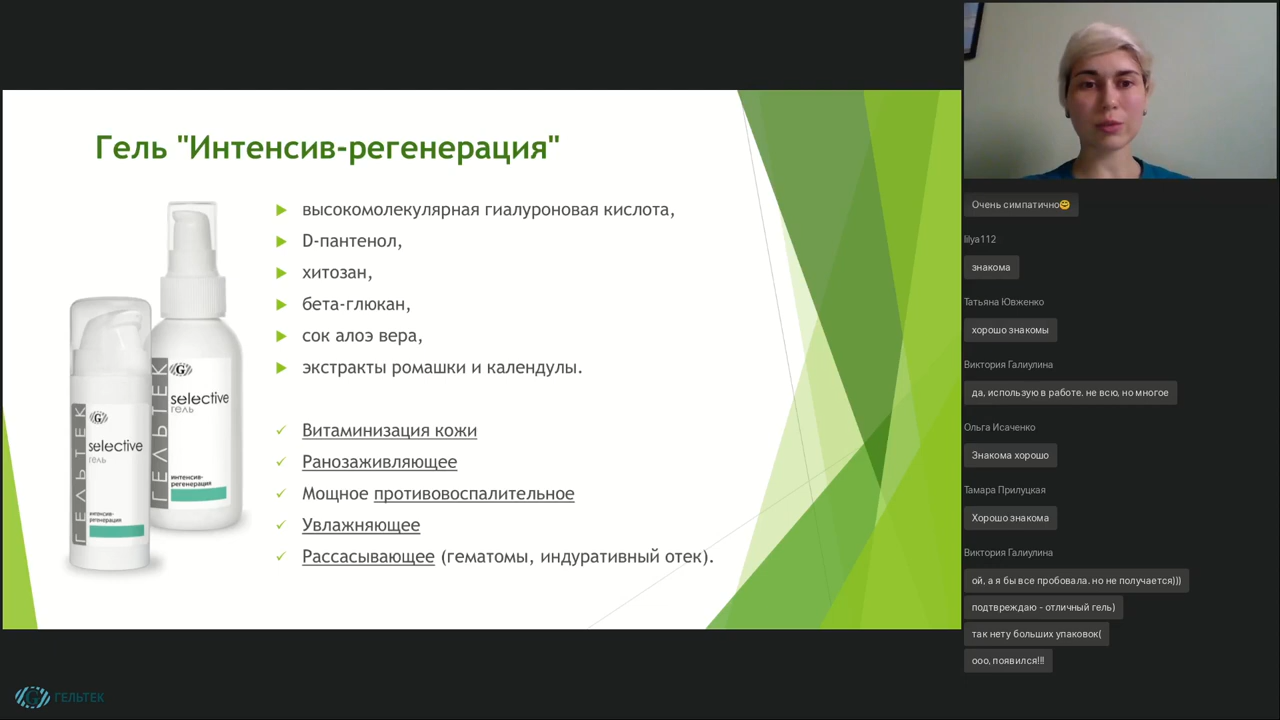 Гель "Интенсив-регенерация"
высокомолекулярная гиалуроновая кислота,
D-пантенол,
хитозан,
бета-глюкан,
сок алоэ вера,
экстракты ромашки и календулы.
Витаминизация кожи
Ранозаживляющее
Мощное противовоспалительное
Увлажняющее
Рассасывающее (гематомы, индуративный отек).
ГЕЛЬТЕК
G
selective
гель
интенсив-
регенерация
ГЕЛЬТЕК
G
selective
гель
интенсив-
регенерация
G ГЕЛЬТЕК
Очень симпатично😊
lilya112
знакома
Татьяна Ювженко
хорошо знакомы
Виктория Галиулина
да, использую в работе. не всю, но многое
Ольга Исаченко
Знакома хорошо
Тамара Прилуцкая
Хорошо знакома
Виктория Галиулина
ой, а я бы все пробовала. но не получается)))
подтвреждаю - отличный гель)
так нету больших упаковок(
ооо, появился!!!